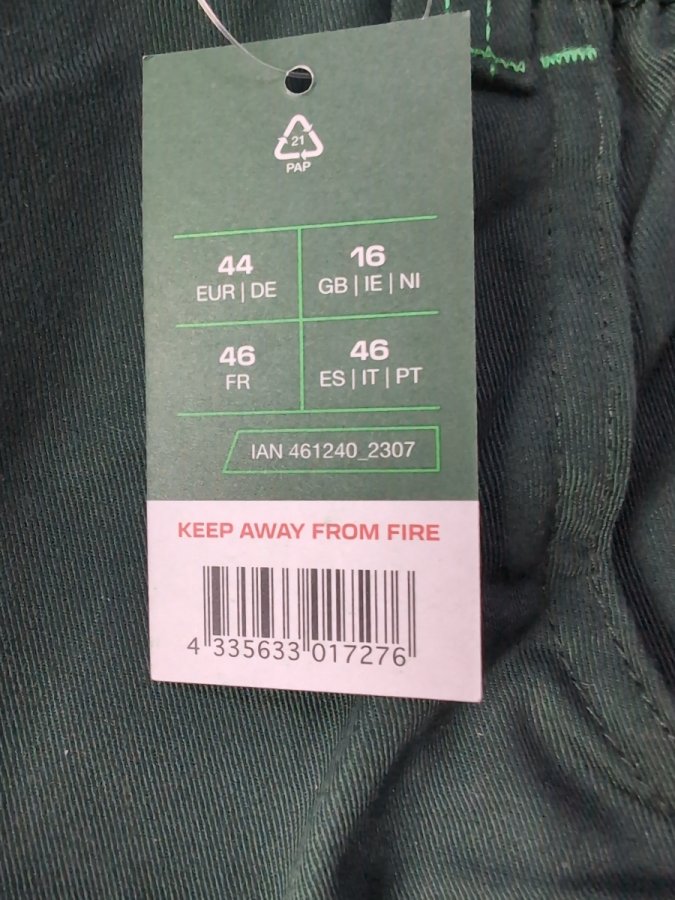 21
PAP
44
EUR | DE
16
GB | IE | NI
46
FR
46
ES | IT | PT
IAN 461240_2307
KEEP AWAY FROM FIRE
4 335633 017276